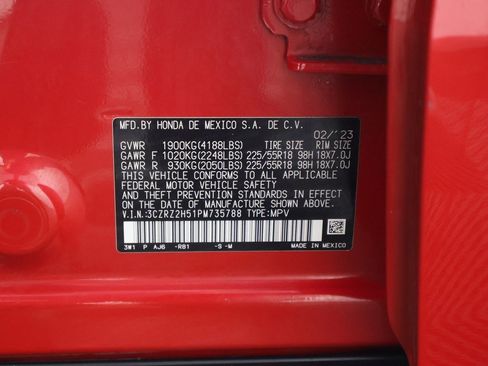 MFD.BY HONDA DE MEXICO S.A. DE C.V.
02/'23
GVWR 1900KG(4188LBS) TIRE SIZE RIM SIZE
GAWR F 1020KG(2248LBS) 225/55R18 98H 18X7.0J
GAWR R 930KG(2050LBS) 225/55R18 98H 18X7.0J
THIS VEHICLE CONFORMS TO ALL APPLICABLE
FEDERAL MOTOR VEHICLE SAFETY
AND THEFT PREVENTION STANDARDS IN EFFECT
ON THE DATE OF MANUFACTURE SHOWN ABOVE.
V.I.N.:3CZRZ2H51PM735788 TYPE:MPV
3W1 P AJ6 -R81 -S -M MADE IN MEXICO